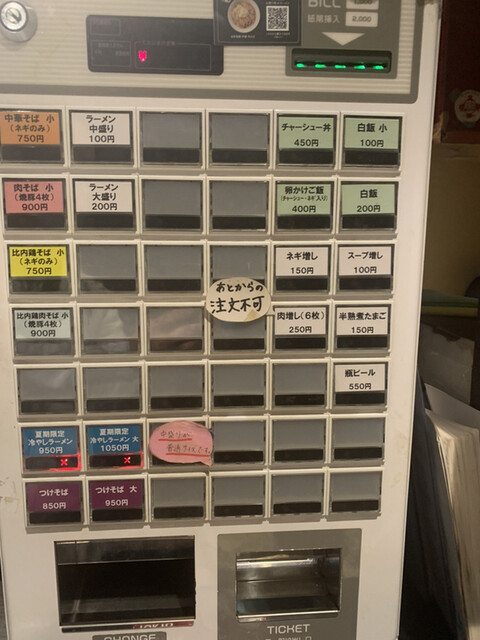 BILL
紙幣挿入
2,000
中華そば 小
(ネギのみ)
750円
ラーメン
中盛り
100円
チャーシュー丼
450円
白飯 小
100円
肉そば 小
(焼豚4枚)
900円
ラーメン
大盛り
200円
卵かけご飯
(チャーシュー・ネギ入り)
400円
白飯
200円
比内鶏そば 小
(ネギのみ)
750円
ネギ増し
150円
スープ増し
100円
あとからの
注文不可
比内鶏肉そば 小
(焼豚4枚)
900円
肉増し(6枚)
250円
半熟煮たまご
150円
瓶ビール
550円
夏期限定
冷やしラーメン
950円
夏期限定
冷やしラーメン 大
1050円
中盛りが
普通サイズです。
つけそば
850円
つけそば 大
950円
CHANGE
TICKET